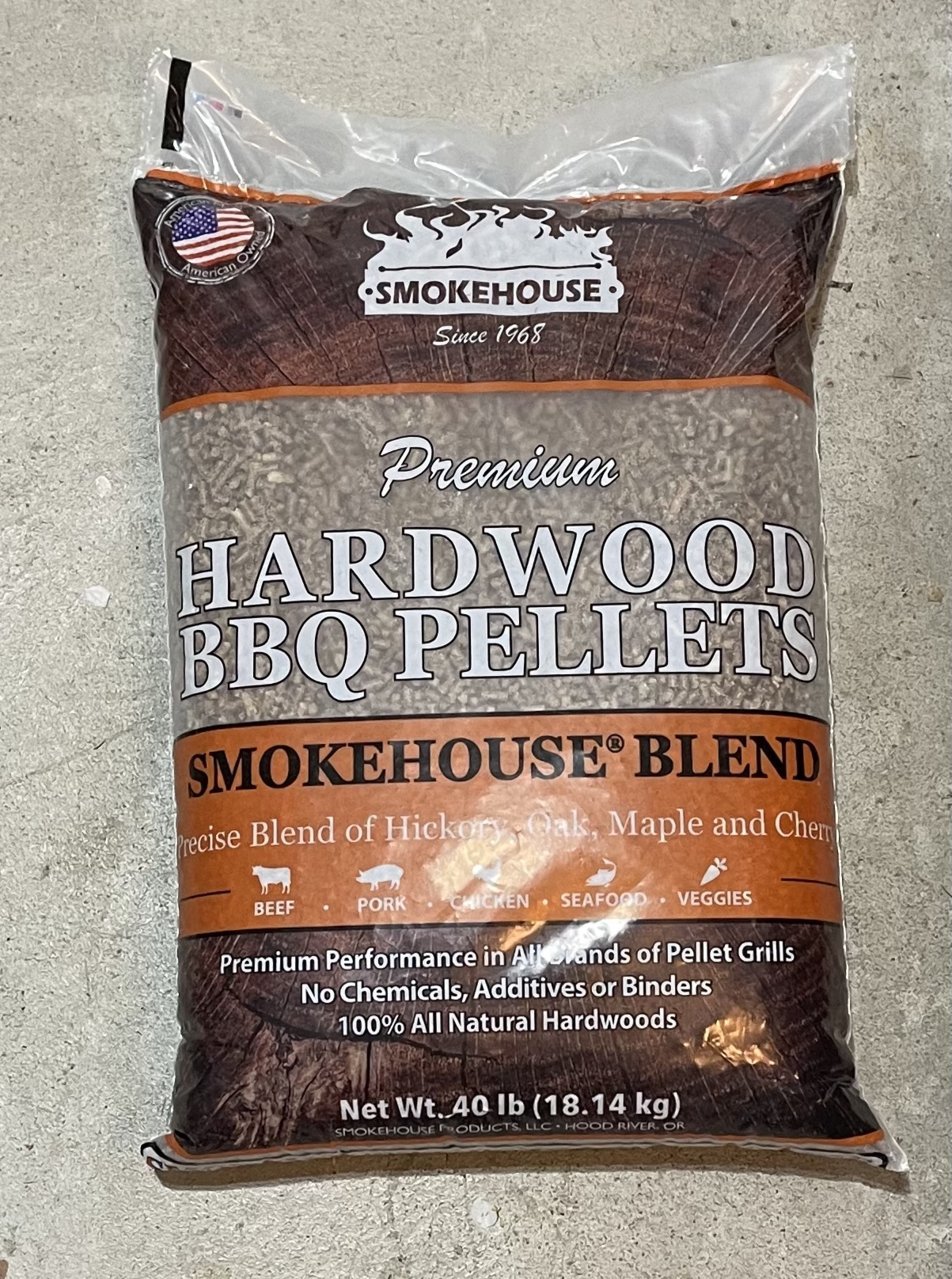 American Owned
SMOKEHOUSE
Since 1968
Premium
HARDWOOD
BBQ PELLETS
SMOKEHOUSE® BLEND
Precise Blend of Hickory, Oak, Maple and Cherry
BEEF • PORK • CHICKEN • SEAFOOD • VEGGIES
Premium Performance in All Brands of Pellet Grills
No Chemicals, Additives or Binders
100% All Natural Hardwoods
Net Wt. 40 lb (18.14 kg)
SMOKEHOUSE PRODUCTS, LLC • HOOD RIVER, OR